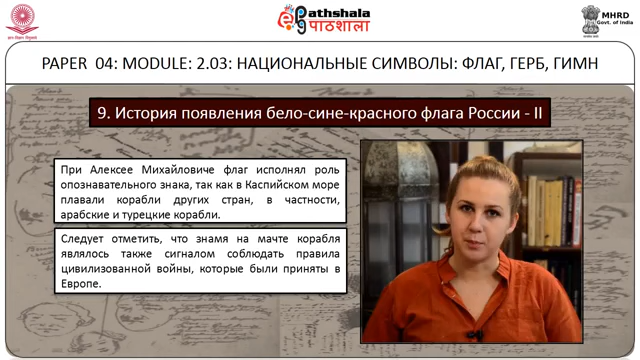 ePathshala
पाठशाला
MHRD
Govt. of India
PAPER 04: MODULE: 2.03: НАЦИОНАЛЬНЫЕ СИМВОЛЫ: ФЛАГ, ГЕРБ, ГИМН
9. История появления бело-сине-красного флага России - II
При Алексее Михайловиче флаг исполнял роль
опознавательного знака, так как в Каспийском море
плавали корабли других стран, в частности,
арабские и турецкие корабли.
Следует отметить, что знамя на мачте корабля
являлось также сигналом соблюдать правила
цивилизованной войны, которые были приняты в
Европе.